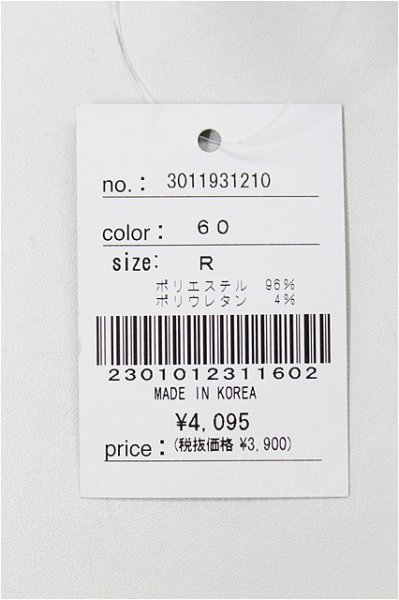 no.: 3011931210
color: 60
size: R
ポリエステル 96%
ポリウレタン 4%
2301012311602
MADE IN KOREA
¥4,095
price: (税抜価格 ¥3,900)